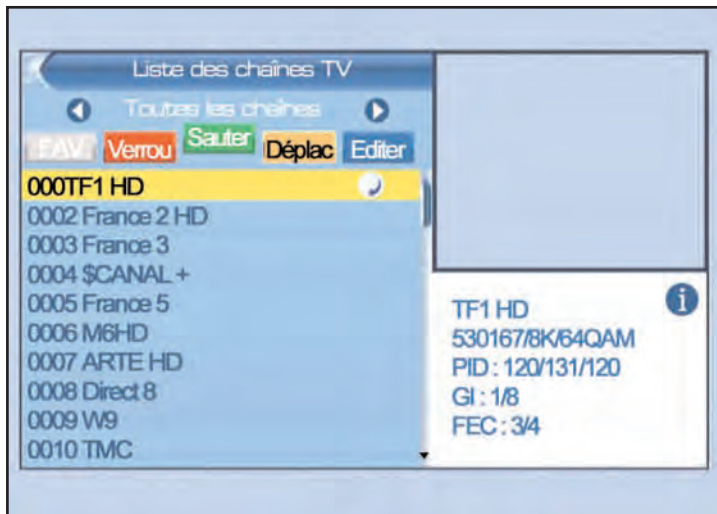 Liste des chaînes TV
Toutes les chaînes
FAV Verrou Sauter Déplac Editer
000TF1 HD
0002 France 2 HD
0003 France 3
0004 $CANAL +
0005 France 5
0006 M6HD
0007 ARTE HD
0008 Direct 8
0009 W9
0010 TMC
TF1 HD
530167/8K/64QAM
PID : 120/131/120
GI : 1/8
FEC : 3/4